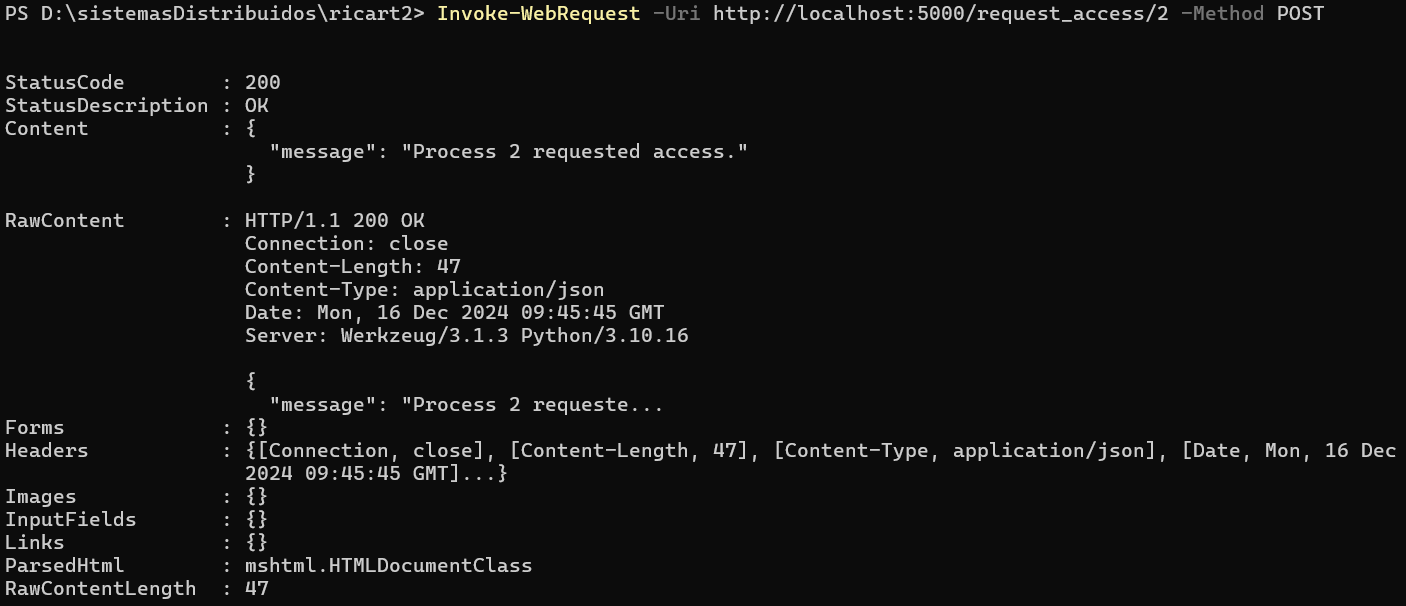 PS D:\sistemasDistribuidos\ricart2> Invoke-WebRequest -Uri http://localhost:5000/request_access/2 -Method POST
StatusCode        : 200
StatusDescription : OK
Content           : {
                      "message": "Process 2 requested access."
                    }
RawContent        : HTTP/1.1 200 OK
                    Connection: close
                    Content-Length: 47
                    Content-Type: application/json
                    Date: Mon, 16 Dec 2024 09:45:45 GMT
                    Server: Werkzeug/3.1.3 Python/3.10.16
                    {
                      "message": "Process 2 requeste...
Forms             : {}
Headers           : {[Connection, close], [Content-Length, 47], [Content-Type, application/json], [Date, Mon, 16 Dec
                    2024 09:45:45 GMT]...}
Images            : {}
InputFields       : {}
Links             : {}
ParsedHtml        : mshtml.HTMLDocumentClass
RawContentLength  : 47